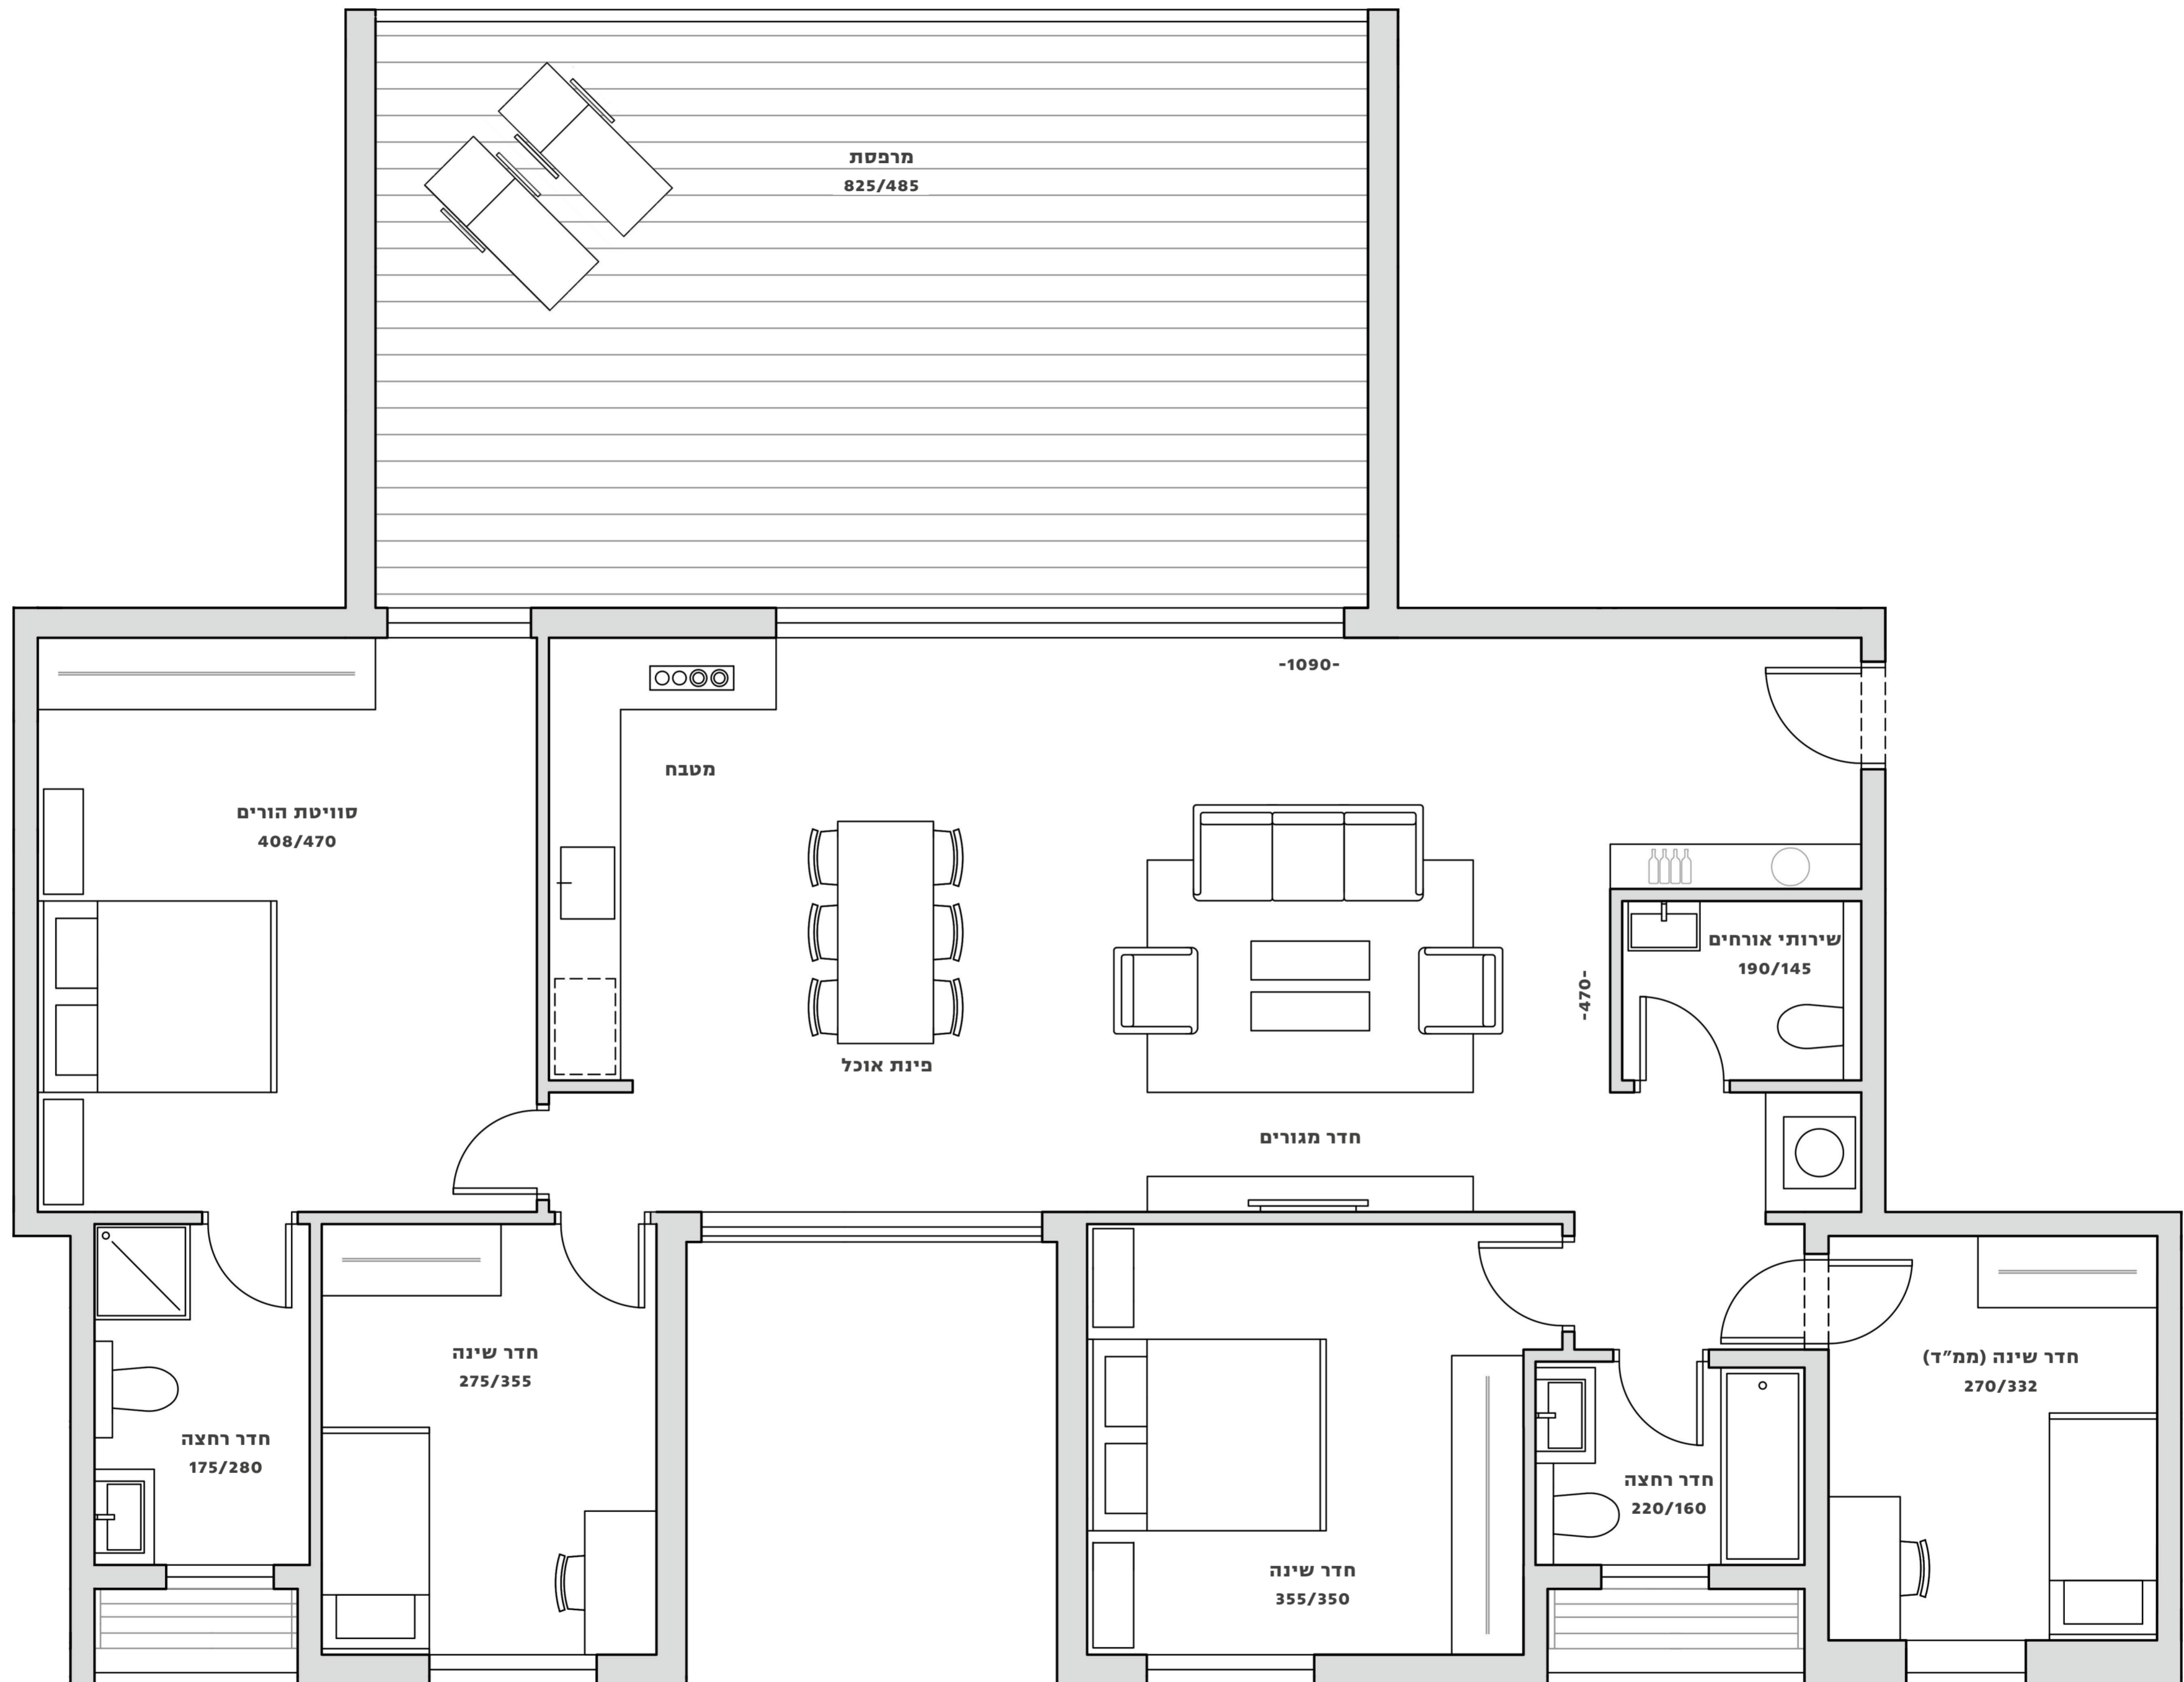 מרפסת
825/485
-1090-
מטבח
סוויטת הורים
408/470
שירותי אורחים
190/145
-470-
פינת אוכל
חדר מגורים
חדר שינה
275/355
חדר שינה (ממ"ד)
270/332
חדר רחצה
175/280
חדר רחצה
220/160
חדר שינה
355/350